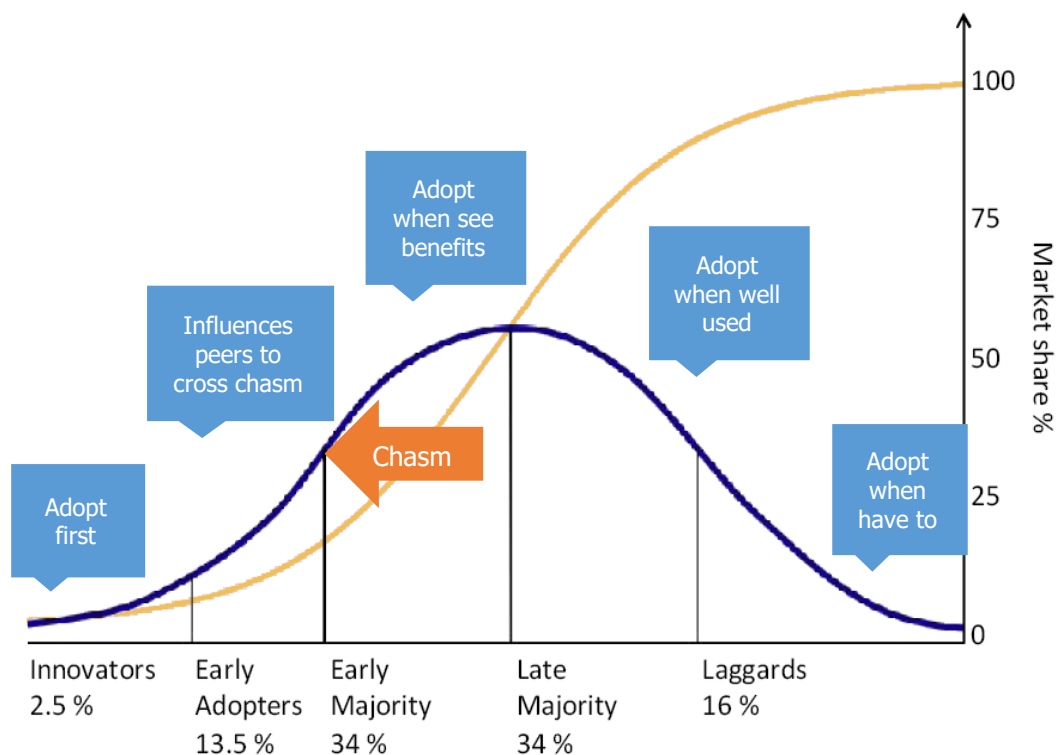 100
75
50
25
0
Market share %
Adopt
when see
benefits
Adopt
when well
used
Influences
peers to
cross chasm
Chasm
Adopt
when
have to
Adopt
first
Innovators
2.5 %
Early
Adopters
13.5 %
Early
Majority
34 %
Late
Majority
34 %
Laggards
16 %